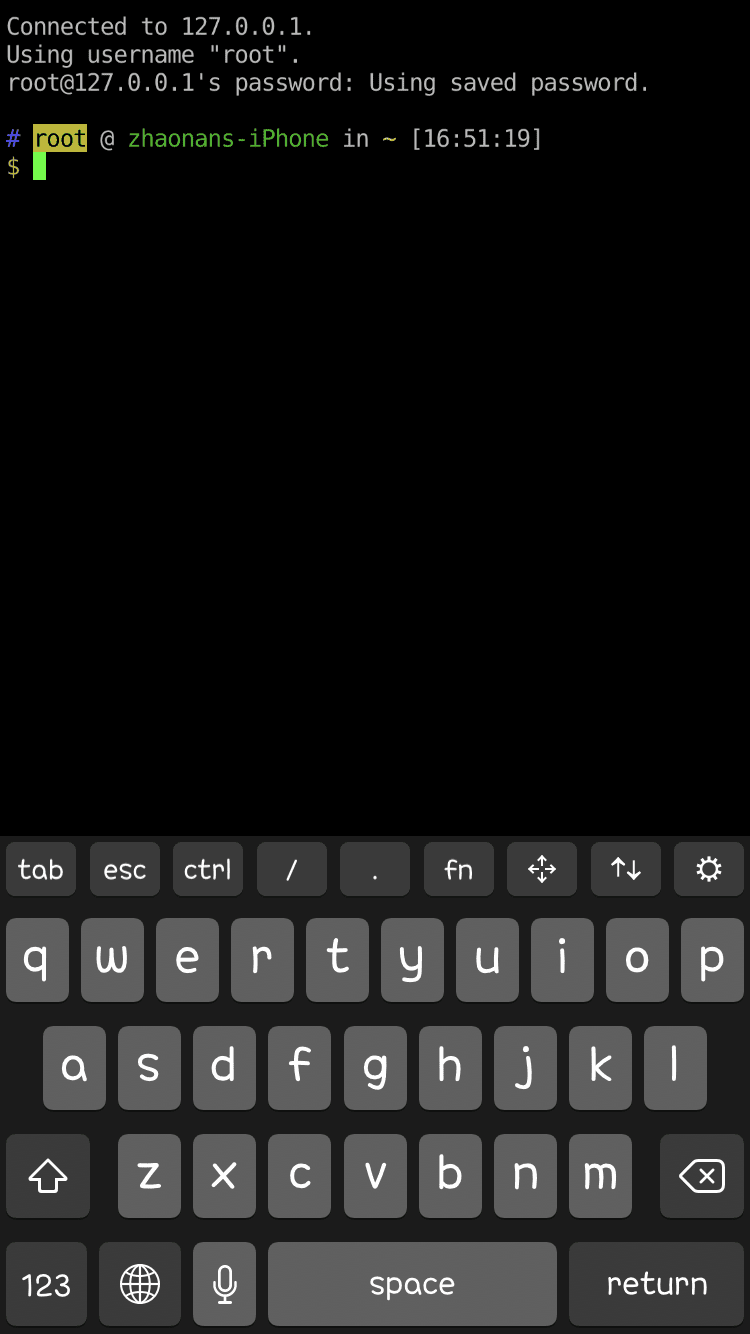 Connected to 127.0.0.1.
Using username "root".
root@127.0.0.1's password: Using saved password.
# root @ zhaonans-iPhone in ~ [16:51:19]
$
tab esc ctrl / . fn
q w e r t y u i o p
a s d f g h j k l
z x c v b n m
123 space return